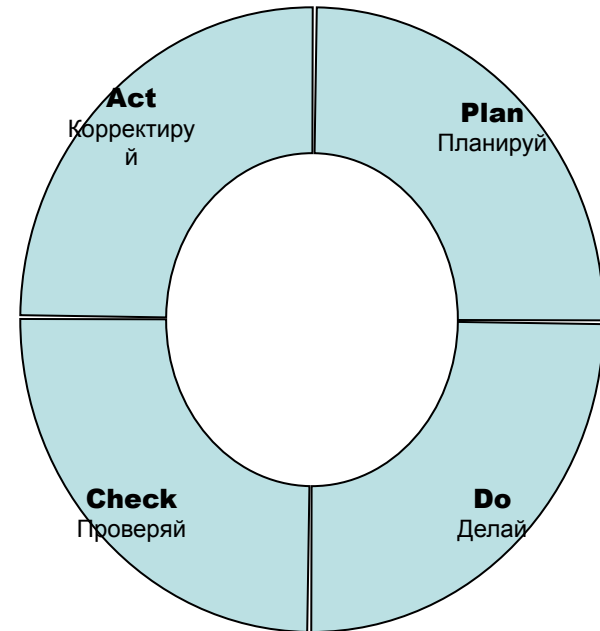 Act
Корректиру
й
Plan
Планируй
Check
Проверяй
Do
Делай